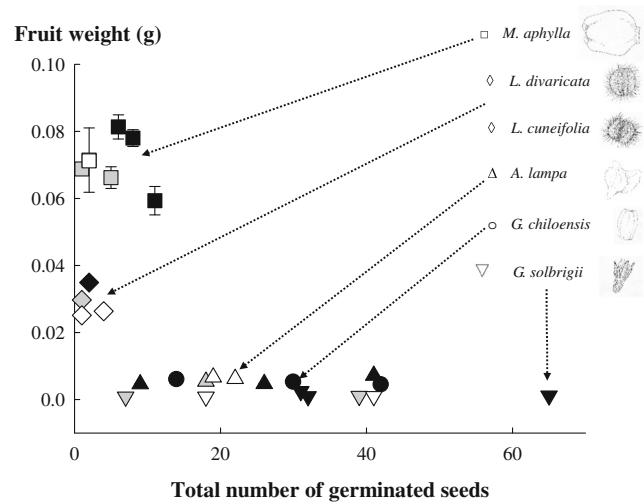 Fruit weight (g)
M. aphylla
L. divaricata
L. cuneifolia
A. lampa
G. chiloensis
G. solbrigii
0.10
0.08
0.06
0.04
0.02
0.0
0 20 40 60
Total number of germinated seeds